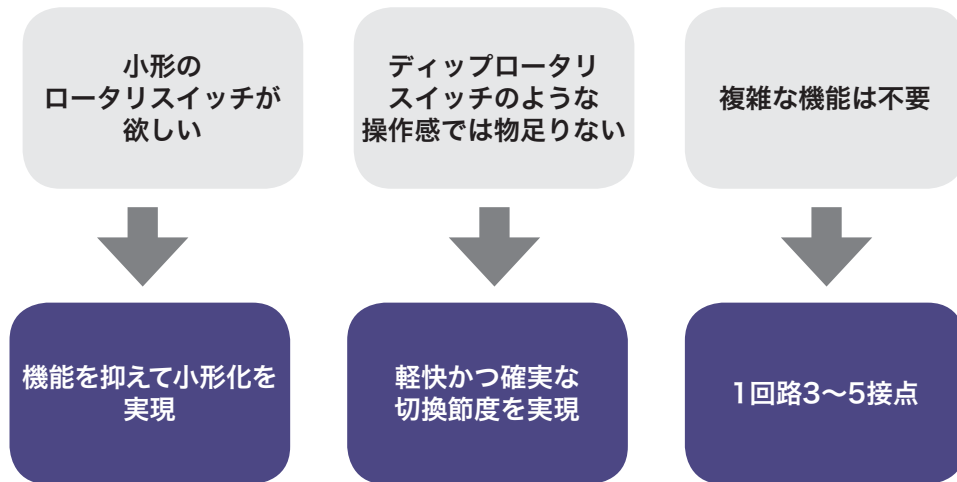 小形の
ロータリスイッチが
欲しい
ディップロータリ
スイッチのような
操作感では物足りない
複雑な機能は不要
機能を抑えて小形化を
実現
軽快かつ確実な
切換節度を実現
1回路3〜5接点